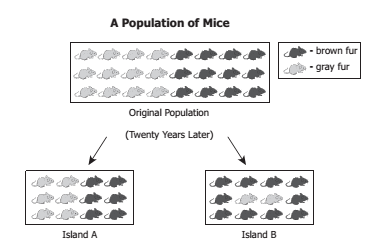 A Population of Mice
- brown fur
- gray fur
Original Population
(Twenty Years Later)
Island A
Island B